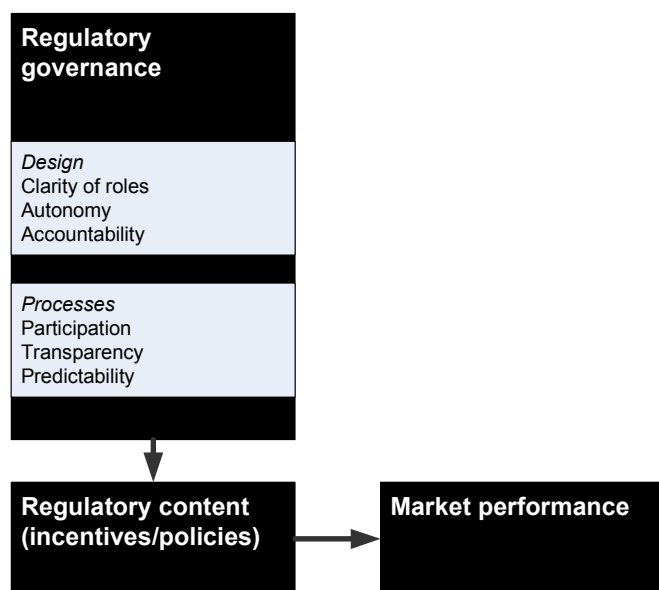 Regulatory
governance
Design
Clarity of roles
Autonomy
Accountability
Processes
Participation
Transparency
Predictability
Regulatory content
(incentives/policies)
Market performance